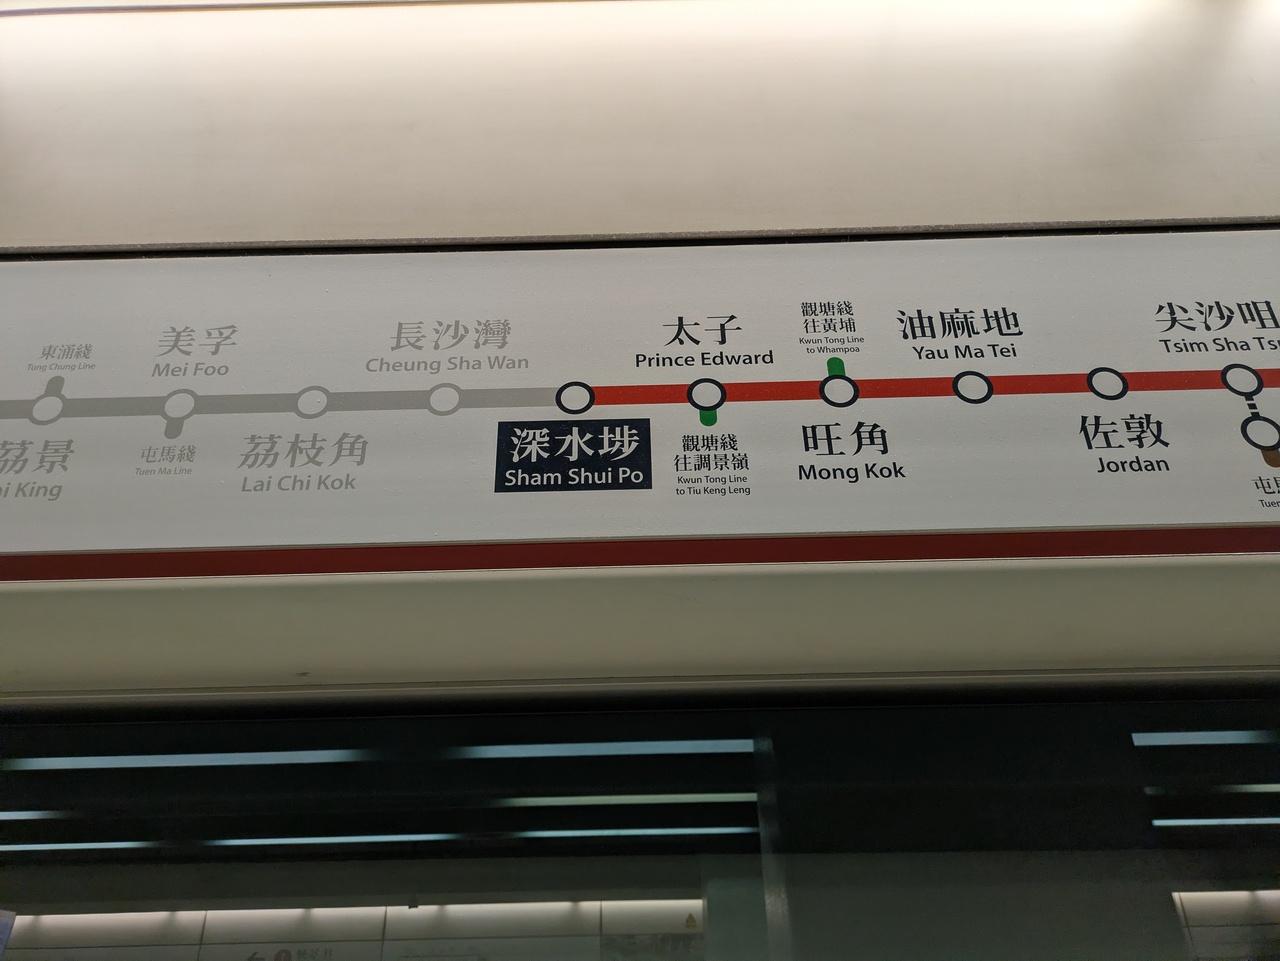 東涌綫
Tung Chung Line
美孚
Mei Foo
長沙灣
Cheung Sha Wan
太子
Prince Edward
觀塘綫
往黃埔
Kwun Tong Line
to Whampoa
油麻地
Yau Ma Tei
尖沙咀
Tsim Sha
荔景
King
屯馬綫
Tuen Ma Line
荔枝角
Lai Chi Kok
深水埗
Sham Shui Po
觀塘綫
往調景嶺
Kwun Tong Line
to Tiu Keng Leng
旺角
Mong Kok
佐敦
Jordan